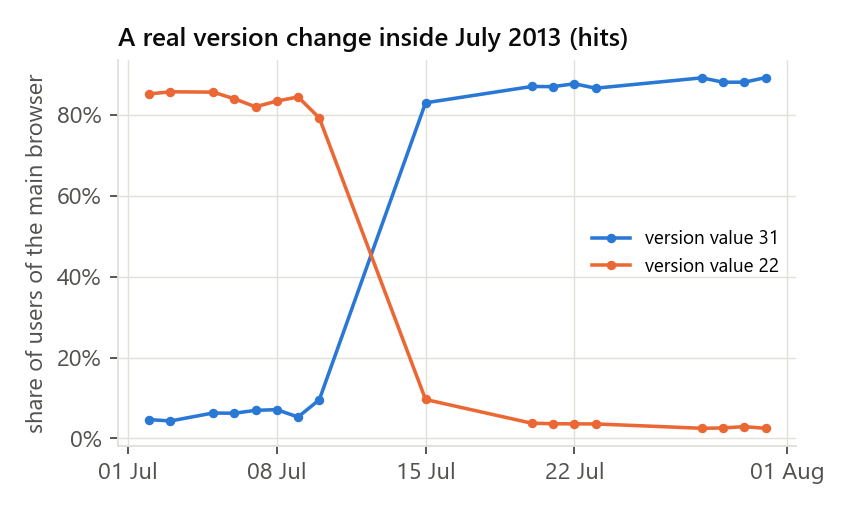 A real version change inside July 2013 (hits)
share of users of the main browser
80%
60%
40%
20%
0%
version value 31
version value 22
01 Jul
08 Jul
15 Jul
22 Jul
01 Aug